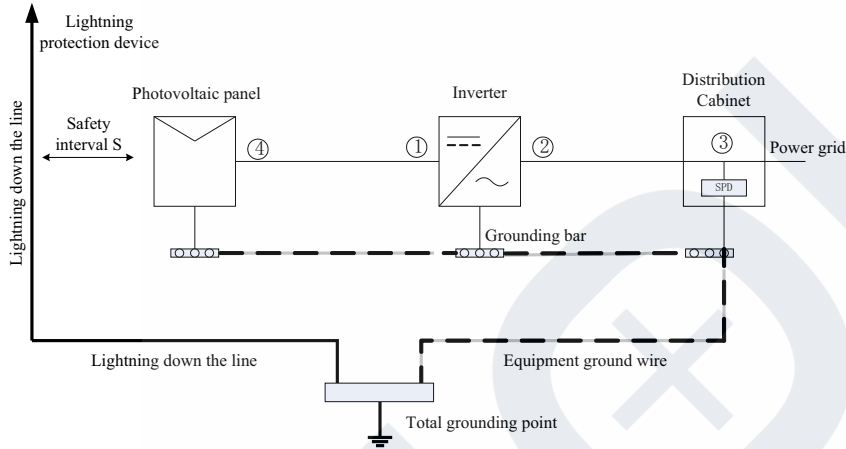 Lightning
protection device
Photovoltaic panel
Inverter
Distribution
Cabinet
Safety
interval S
④
①
②
③
Power grid
SPD
Lightning down the line
Grounding bar
Lightning down the line
Equipment ground wire
Total grounding point